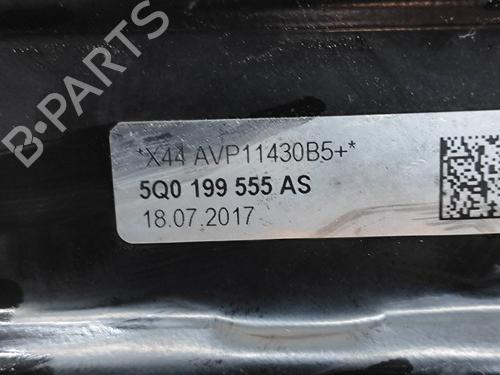 B-PARTS
*X44 AVP11430B5+*
5Q0 199 555 AS
18.07.2017